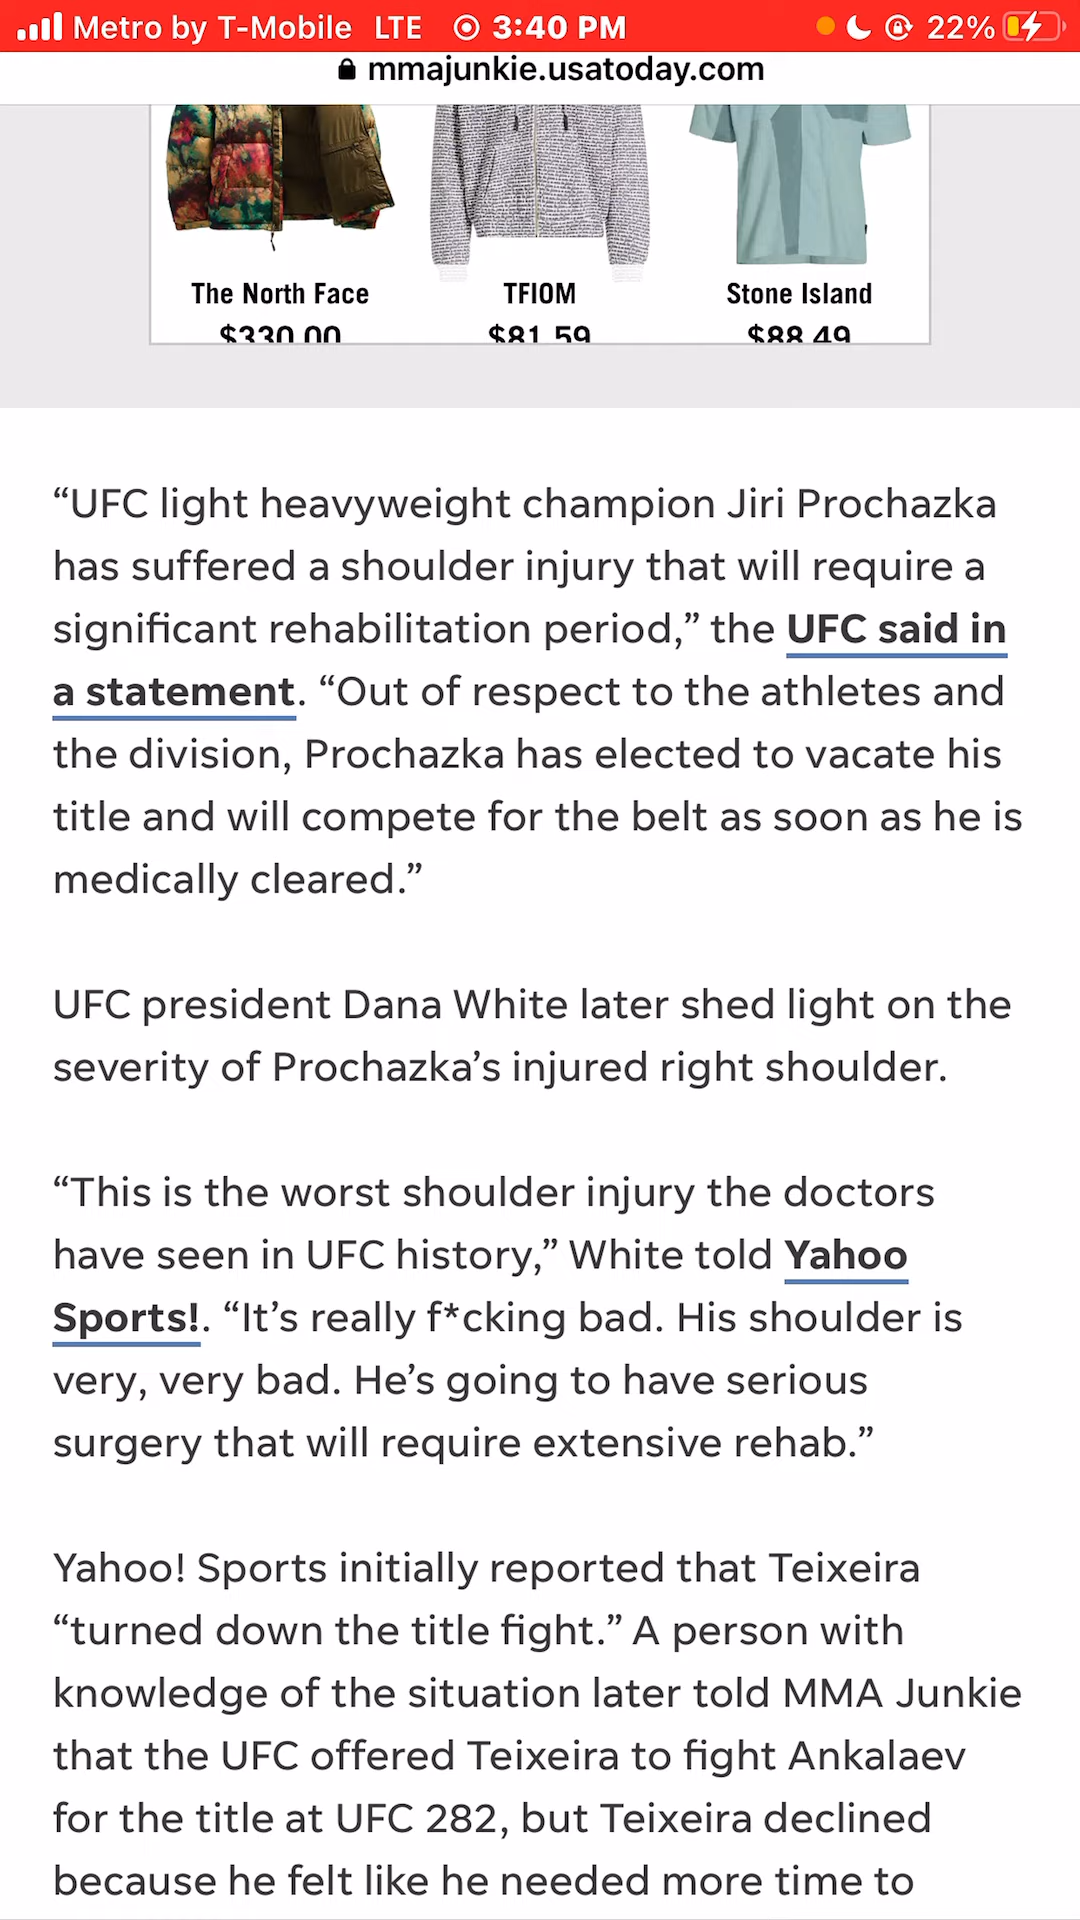 Metro by T-Mobile LTE 3:40 PM 22%
mmajunkie.usatoday.com
The North Face TFIOM Stone Island
$330.00 $81.59 $88.49
“UFC light heavyweight champion Jiri Prochazka
has suffered a shoulder injury that will require a
significant rehabilitation period,” the UFC said in
a statement. “Out of respect to the athletes and
the division, Prochazka has elected to vacate his
title and will compete for the belt as soon as he is
medically cleared.”
UFC president Dana White later shed light on the
severity of Prochazka’s injured right shoulder.
“This is the worst shoulder injury the doctors
have seen in UFC history,” White told Yahoo
Sports!. “It’s really f*cking bad. His shoulder is
very, very bad. He’s going to have serious
surgery that will require extensive rehab.”
Yahoo! Sports initially reported that Teixeira
“turned down the title fight.” A person with
knowledge of the situation later told MMA Junkie
that the UFC offered Teixeira to fight Ankalaev
for the title at UFC 282, but Teixeira declined
because he felt like he needed more time to